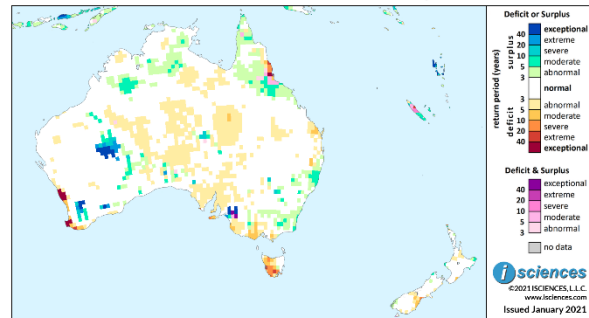 Deficit or Surplus
return period (years)
surplus
deficit
40 exceptional
20 extreme
10 severe
5 moderate
3 abnormal
normal
3 abnormal
5 moderate
10 severe
20 extreme
40 exceptional
Deficit & Surplus
40 exceptional
20 extreme
10 severe
5 moderate
3 abnormal
no data
isciences
©2021 ISCIENCES, L.L.C.
www.isciences.com
Issued January 2021